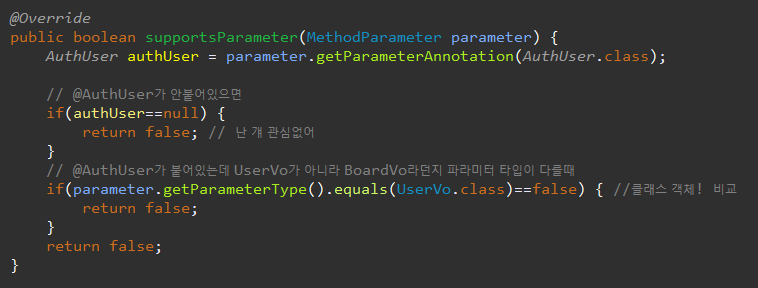 @Override
public boolean supportsParameter(MethodParameter parameter) {
AuthUser authUser = parameter.getParameterAnnotation(AuthUser.class);
// @AuthUser가 안붙어있으면
if(authUser==null) {
return false; // 난 걔 관심없어
}
// @AuthUser가 붙어있는데 UserVo가 아니라 BoardVo라던지 파라미터 타입이 다를때
if(parameter.getParameterType().equals(UserVo.class)==false) { //클래스 객체! 비교
return false;
}
return false;
}